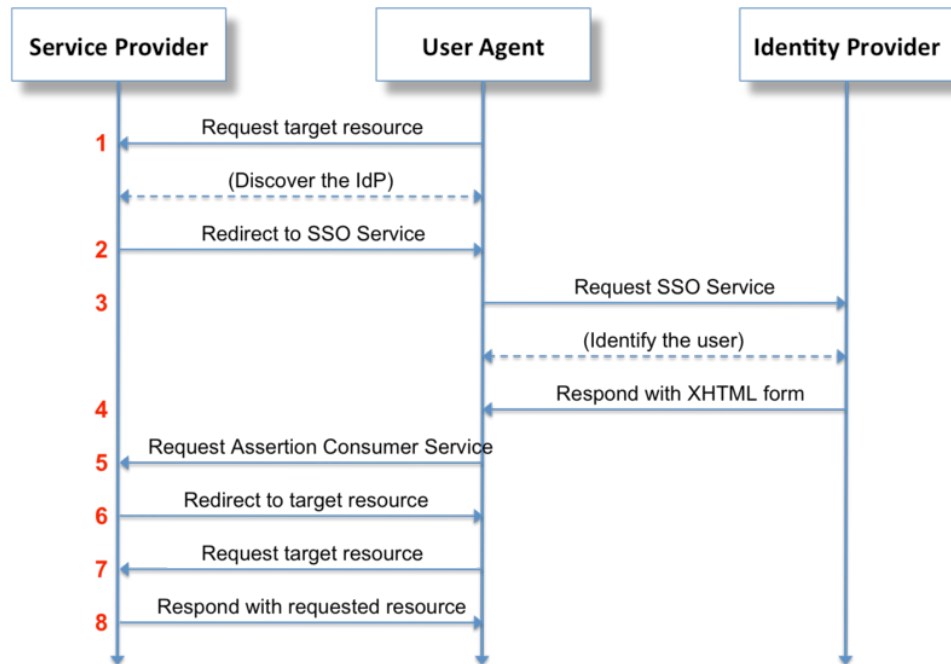 Service Provider
User Agent
Identity Provider
Request target resource
1
(Discover the IdP)
Redirect to SSO Service
2
Request SSO Service
3
(Identify the user)
Respond with XHTML form
4
Request Assertion Consumer Service
5
Redirect to target resource
6
Request target resource
7
Respond with requested resource
8